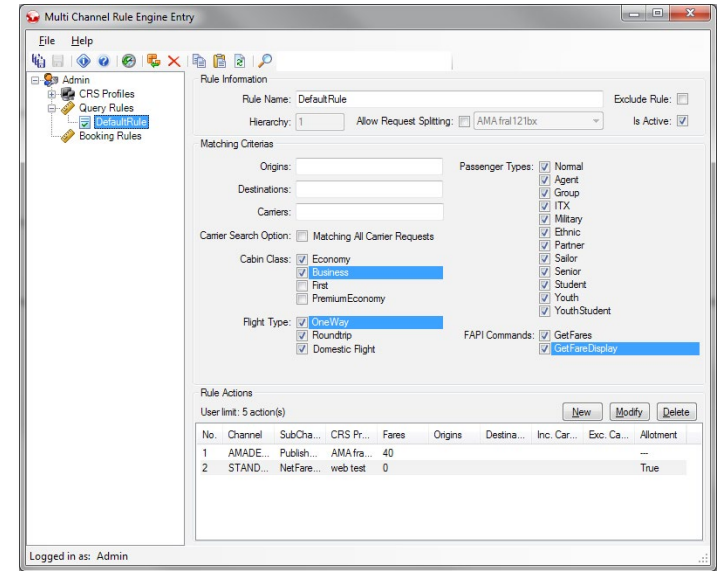 Multi Channel Rule Engine Entry
File Help
Admin
CRS Profiles
Query Rules
DefaultRule
Booking Rules
Rule Information
Rule Name: DefaultRule Exclude Rule:
Hierarchy: 1 Allow Request Splitting: AMA fral121bx Is Active:
Matching Criterias
Origins:
Destinations:
Carriers:
Carrier Search Option: Matching All Carrier Requests
Cabin Class: Economy
Business
First
PremiumEconomy
Flight Type: OneWay
Roundtrip
Domestic Flight
Passenger Types: Normal
Agent
Group
ITX
Military
Ethnic
Partner
Sailor
Senior
Student
Youth
YouthStudent
FAPI Commands: GetFares
GetFareDisplay
Rule Actions
User limit: 5 action(s) New Modify Delete
No. Channel SubCha... CRS Pr... Fares Origins Destina... Inc. Car... Exc. Ca... Allotment
1 AMADE... Publish... AMA fra... 40 ---
2 STAND... NetFare... web test 0 True
Logged in as: Admin